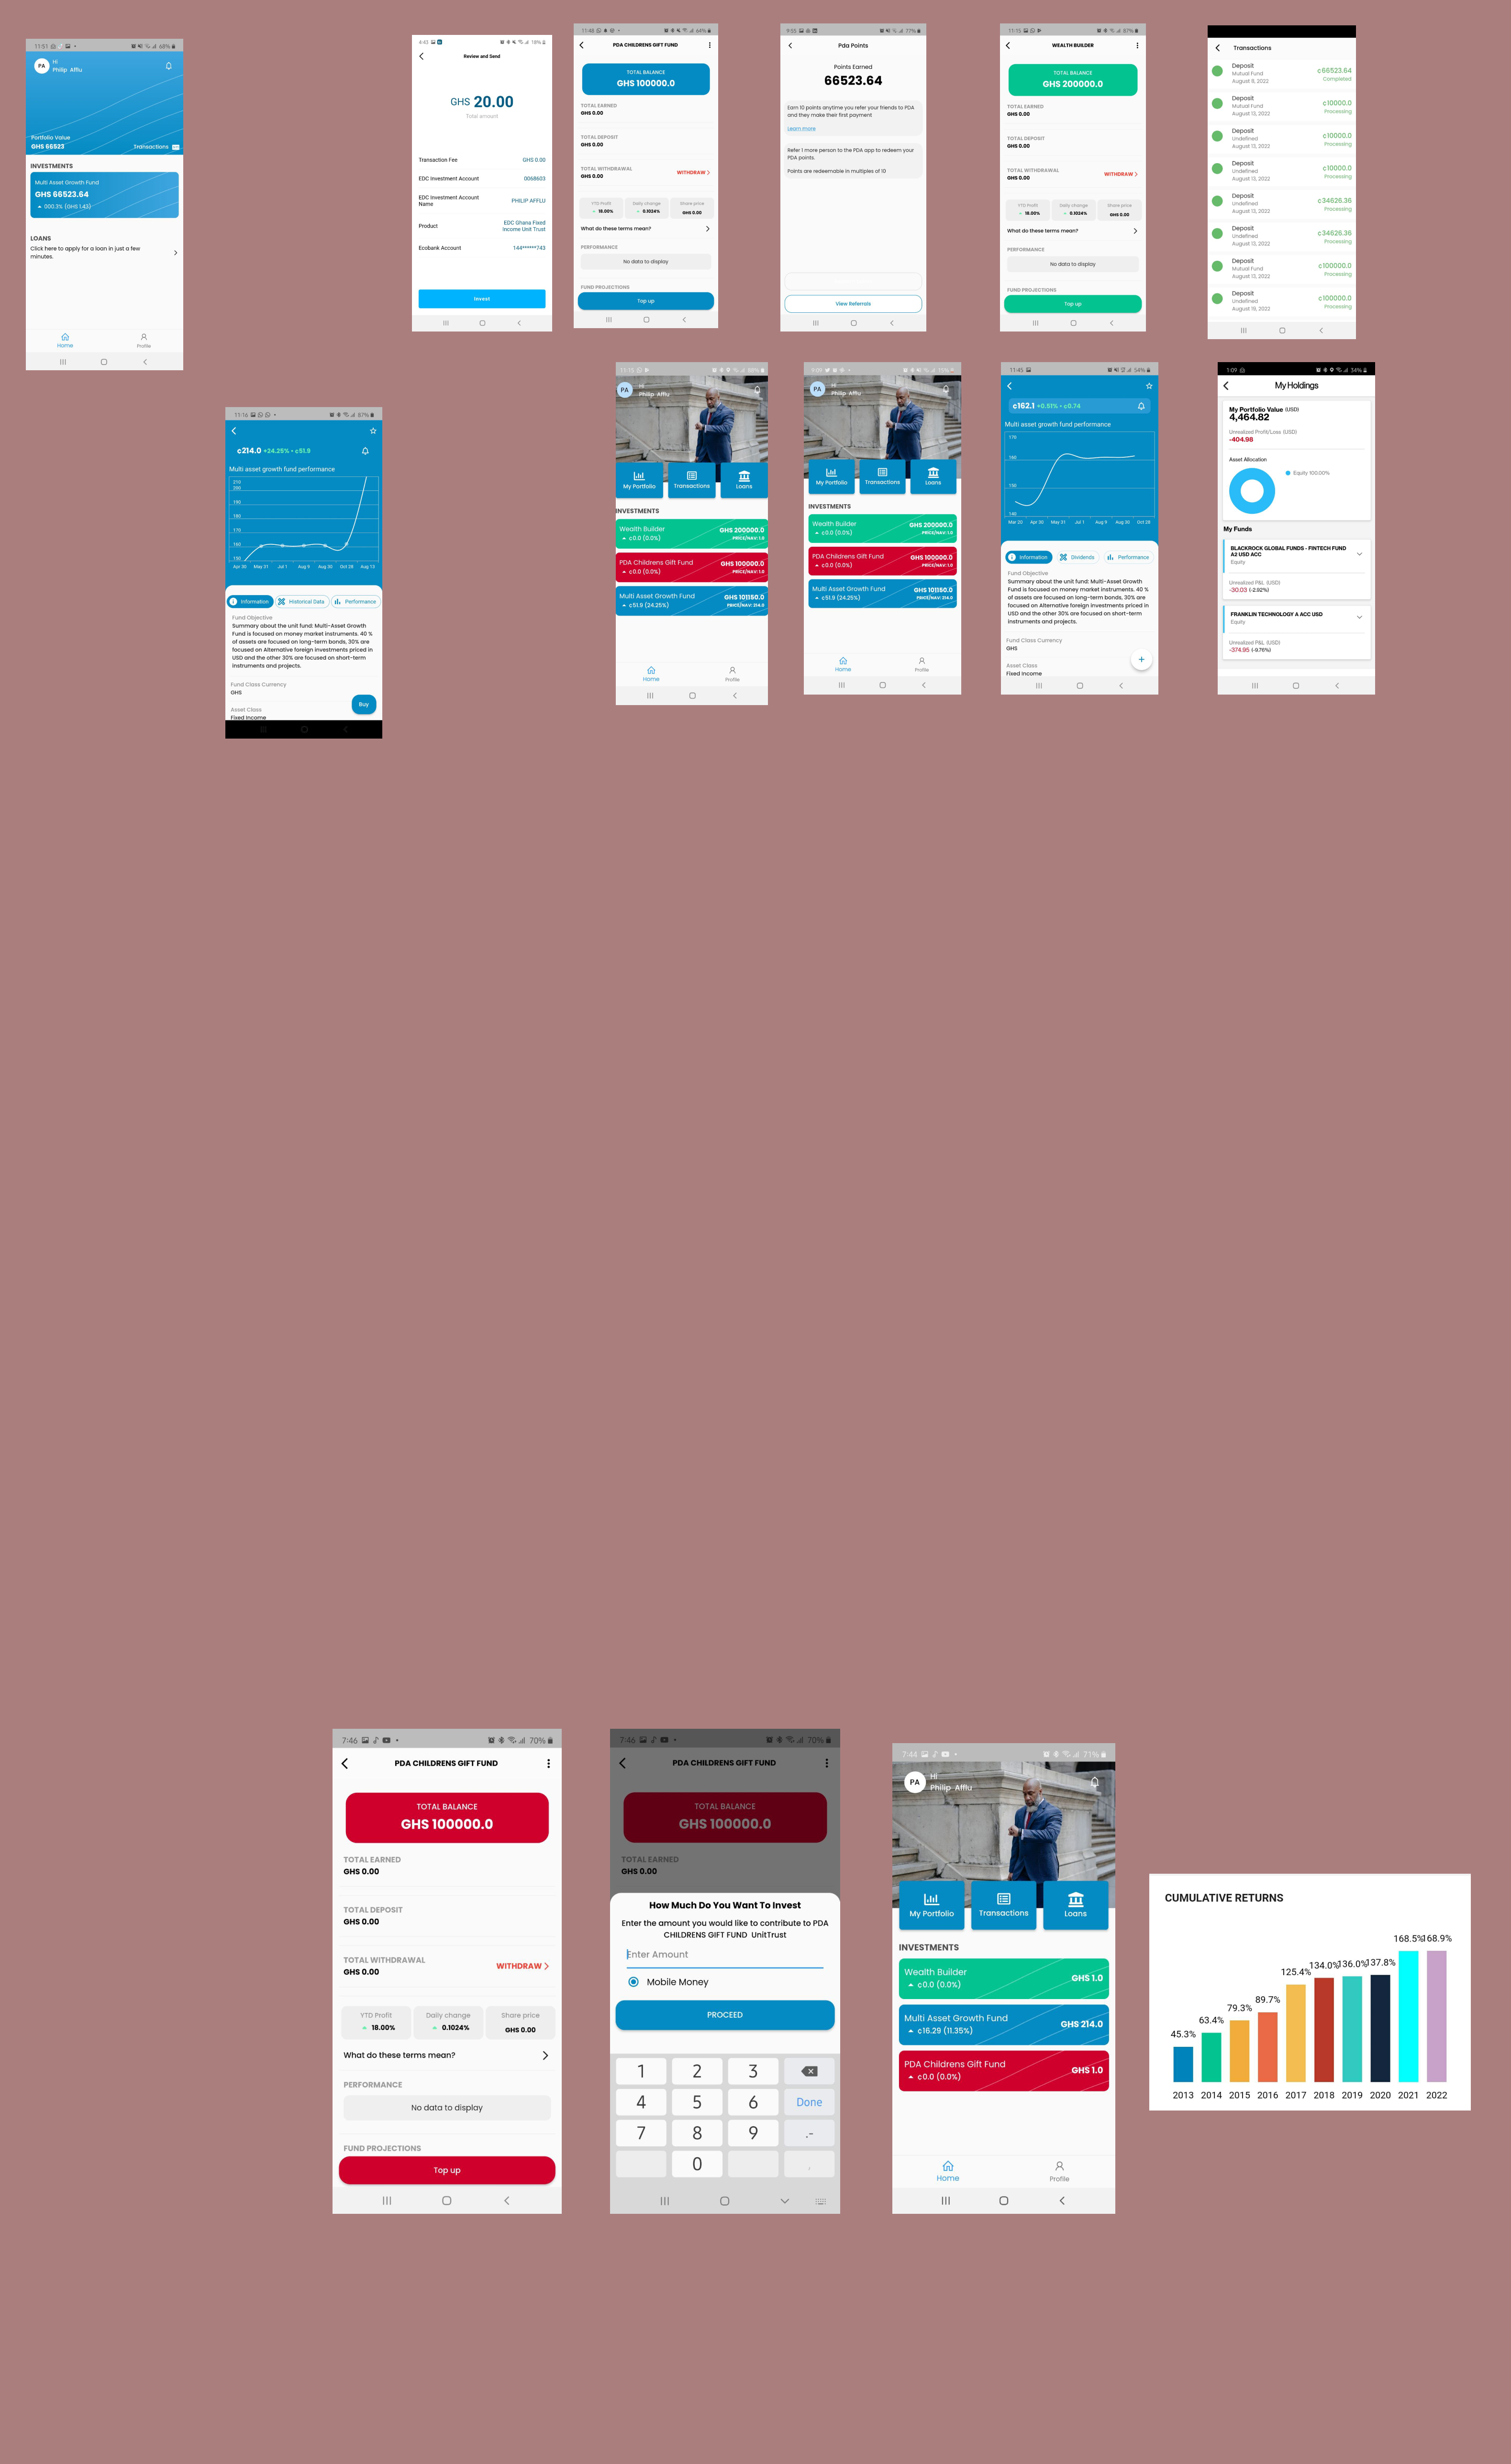 11:51 68%
PA
Hi
Philip Afflu
Portfolio Value
GHS 66523
Transactions
INVESTMENTS
Multi Asset Growth Fund
GHS 66523.64
000.3% (GHS 1.43)
LOANS
Click here to apply for a loan in just a few
minutes.
Home
Profile
4:43 18%
Review and Send
GHS 20.00
Total amount
Transaction Fee GHS 0.00
EDC Investment Account 0068603
EDC Investment Account
Name
PHILIP AFFLU
Product
EDC Ghana Fixed
Income Unit Trust
Ecobank Account 144******743
Invest
11:48 64%
PDA CHILDRENS GIFT FUND
TOTAL BALANCE
GHS 100000.0
TOTAL EARNED
GHS 0.00
TOTAL DEPOSIT
GHS 0.00
TOTAL WITHDRAWAL
GHS 0.00
WITHDRAW
YTD Profit Daily change Share price
18.00% 0.1024% GHS 0.00
What do these terms mean?
PERFORMANCE
No data to display
FUND PROJECTIONS
Top up
9:55 77%
Pda Points
Points Earned
66523.64
Earn 10 points anytime you refer your friends to PDA
and they make their first payment
Learn more
Refer 1 more person to the PDA app to redeem your
PDA points.
Points are redeemable in multiples of 10
View Referrals
11:15 87%
WEALTH BUILDER
TOTAL BALANCE
GHS 200000.0
TOTAL EARNED
GHS 0.00
TOTAL DEPOSIT
GHS 0.00
TOTAL WITHDRAWAL
GHS 0.00
WITHDRAW
YTD Profit Daily change Share price
18.00% 0.1024% GHS 0.00
What do these terms mean?
PERFORMANCE
No data to display
FUND PROJECTIONS
Top up
Transactions
Deposit
Mutual Fund
August 8, 2022
¢66523.64
Completed
Deposit
Mutual Fund
August 13, 2022
¢10000.0
Processing
Deposit
Undefined
August 13, 2022
¢10000.0
Processing
Deposit
Undefined
August 13, 2022
¢10000.0
Processing
Deposit
Undefined
August 13, 2022
¢34626.36
Processing
Deposit
Undefined
August 13, 2022
¢34626.36
Processing
Deposit
Mutual Fund
August 13, 2022
¢100000.0
Processing
Deposit
Undefined
August 19, 2022
¢100000.0
Processing
11:16 87%
¢214.0 +24.25% • ¢51.9
Multi asset growth fund performance
210
200
190
180
170
160
150
Apr 30 May 31 Jul 1 Aug 9 Aug 30 Oct 28 Aug 13
Information Historical Data Performance
Fund Objective
Summary about the unit fund: Multi-Asset Growth
Fund is focused on money market instruments. 40 %
of assets are focused on long-term bonds, 30% are
focused on Alternative foreign investments priced in
USD and the other 30% are focused on short-term
instruments and projects.
Fund Class Currency
GHS
Asset Class
Fixed Income
Buy
11:15 88%
PA
Hi
Philip Afflu
My Portfolio Transactions Loans
INVESTMENTS
Wealth Builder
¢0.0 (0.0%)
GHS 200000.0
PRICE/NAV: 1.0
PDA Childrens Gift Fund
¢0.0 (0.0%)
GHS 100000.0
PRICE/NAV: 1.0
Multi Asset Growth Fund
¢51.9 (24.25%)
GHS 101150.0
PRICE/NAV: 214.0
Home Profile
9:09 75%
PA
Hi
Philip Afflu
My Portfolio Transactions Loans
INVESTMENTS
Wealth Builder
¢0.0 (0.0%)
GHS 200000.0
PRICE/NAV: 1.0
PDA Childrens Gift Fund
¢0.0 (0.0%)
GHS 100000.0
PRICE/NAV: 1.0
Multi Asset Growth Fund
¢51.9 (24.25%)
GHS 101150.0
PRICE/NAV: 214.0
Home Profile
11:45 54%
¢162.1 +0.51% • ¢0.74
Multi asset growth fund performance
170
160
150
140
Mar 20 Apr 30 May 31 Jul 1 Aug 9 Aug 30 Oct 28
Information Dividends Performance
Fund Objective
Summary about the unit fund: Multi-Asset Growth
Fund is focused on money market instruments. 40 %
of assets are focused on long-term bonds, 30% are
focused on Alternative foreign investments priced in
USD and the other 30% are focused on short-term
instruments and projects.
Fund Class Currency
GHS
Asset Class
Fixed Income
+
1:09 34%
My Holdings
My Portfolio Value (USD)
4,464.82
Unrealized Profit/Loss (USD)
-404.98
Asset Allocation
Equity 100.00%
My Funds
BLACKROCK GLOBAL FUNDS - FINTECH FUND
A2 USD ACC
Equity
Unrealized P&L (USD)
-30.03 (-2.92%)
FRANKLIN TECHNOLOGY A ACC USD
Equity
Unrealized P&L (USD)
-374.95 (-9.75%)
7:46 70%
PDA CHILDRENS GIFT FUND
TOTAL BALANCE
GHS 100000.0
TOTAL EARNED
GHS 0.00
TOTAL DEPOSIT
GHS 0.00
TOTAL WITHDRAWAL
GHS 0.00
WITHDRAW
YTD Profit Daily change Share price
18.00% 0.1024% GHS 0.00
What do these terms mean?
PERFORMANCE
No data to display
FUND PROJECTIONS
Top up
7:46 70%
PDA CHILDRENS GIFT FUND
TOTAL BALANCE
GHS 100000.0
TOTAL EARNED
GHS 0.00
How Much Do You Want To Invest
Enter the amount you would like to contribute to PDA
CHILDRENS GIFT FUND UnitTrust
Enter Amount
Mobile Money
PROCEED
1 2 3
4 5 6 Done
7 8 9 .-
0 .
7:44 71%
PA
Hi
Philip Afflu
My Portfolio Transactions Loans
INVESTMENTS
Wealth Builder
¢0.0 (0.0%)
GHS 1.0
Multi Asset Growth Fund
¢16.29 (11.35%)
GHS 214.0
PDA Childrens Gift Fund
¢0.0 (0.0%)
GHS 1.0
Home Profile
CUMULATIVE RETURNS
45.3% 63.4% 79.3% 89.7% 125.4% 134.0% 136.0% 137.8% 168.5% 168.9%
2013 2014 2015 2016 2017 2018 2019 2020 2021 2022